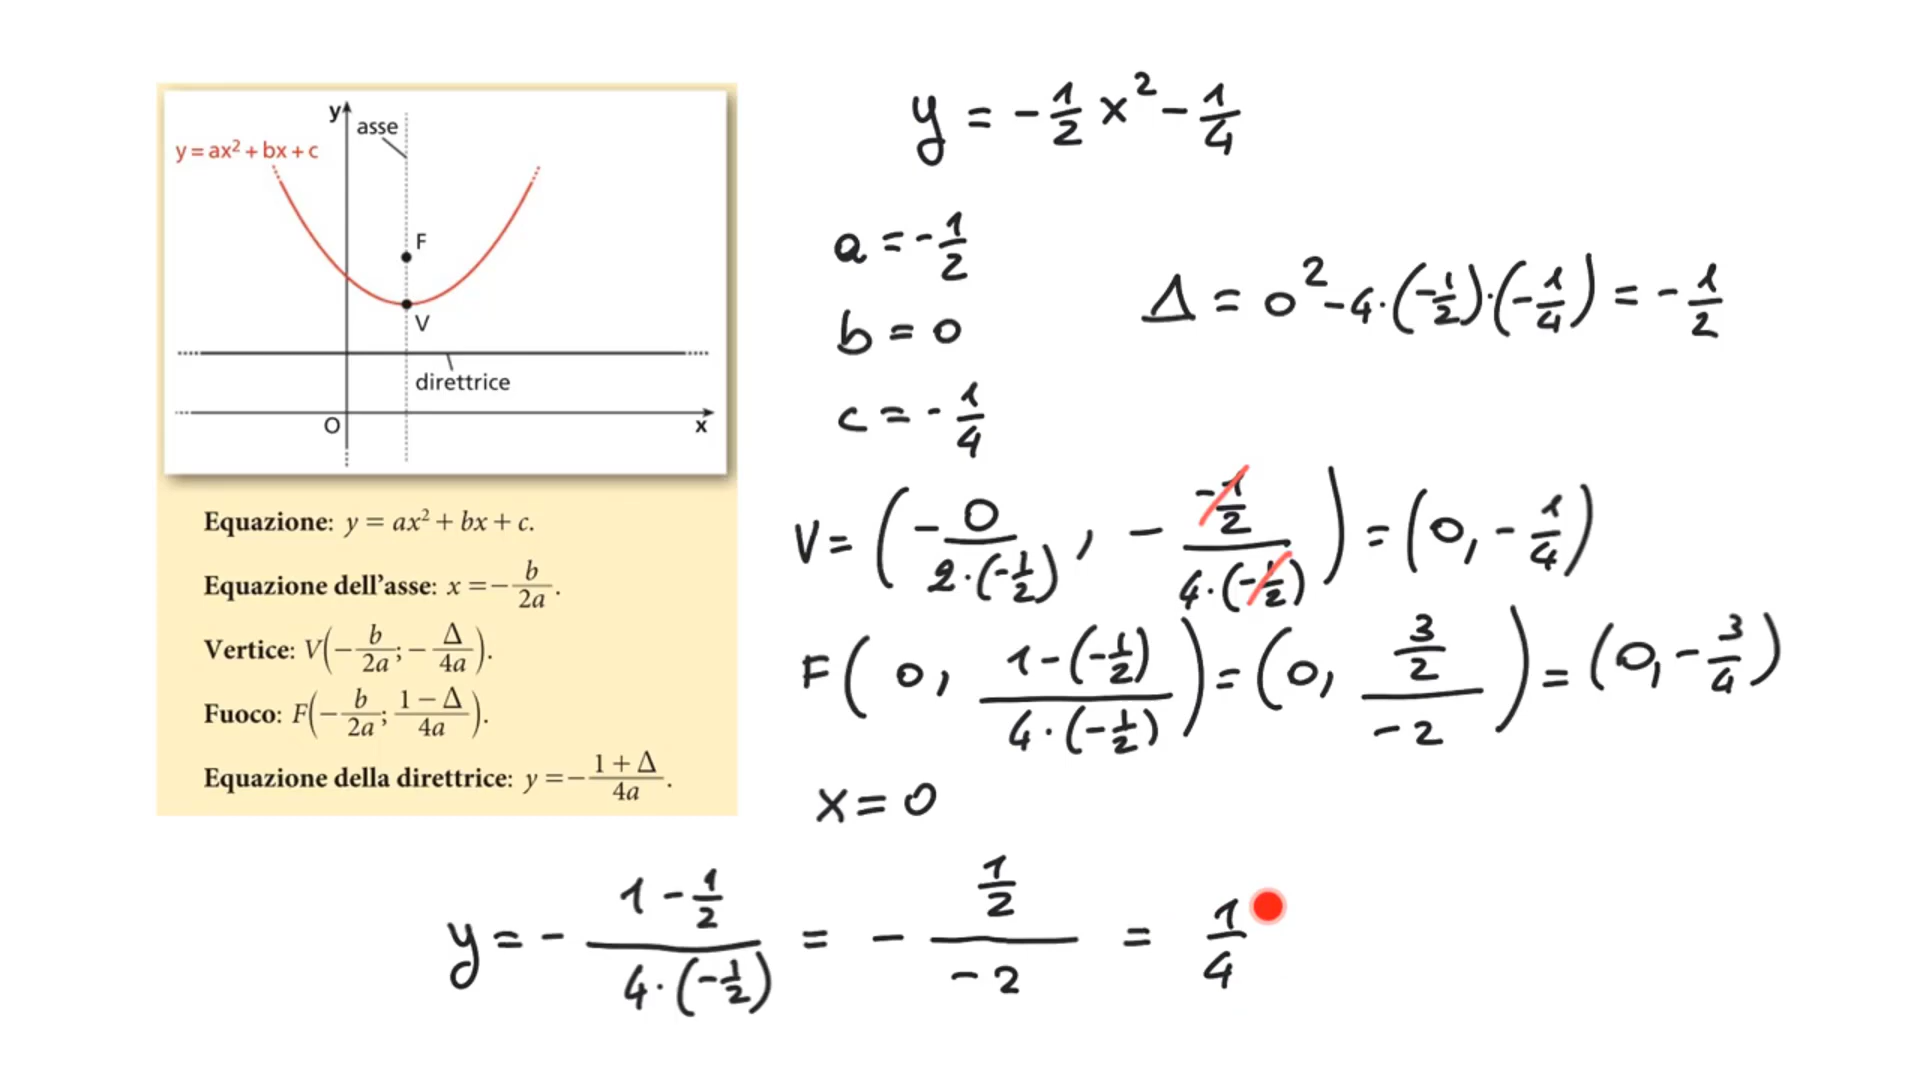 y
asse
y = ax² + bx + c
F
V
direttrice
O
x
Equazione: y = ax² + bx + c.
Equazione dell'asse: x = -b/2a.
Vertice: V(-b/2a; -Δ/4a).
Fuoco: F(-b/2a; (1-Δ)/4a).
Equazione della direttrice: y = -(1+Δ)/4a.
y = -1/2 x² - 1/4
a = -1/2
b = 0
c = -1/4
Δ = 0² - 4·(-1/2)·(-1/4) = -1/2
V = (-0/(2·(-1/2)), -(-1/2)/(4·(-1/2))) = (0, -1/4)
F(0, (1-(-1/2))/(4·(-1/2))) = (0, (3/2)/-2) = (0, -3/4)
x = 0
y = -(1-1/2)/(4·(-1/2)) = -(1/2)/-2 = 1/4